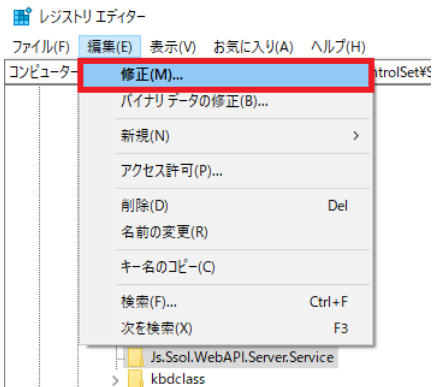 レジストリ エディター
ファイル(F) 編集(E) 表示(V) お気に入り(A) ヘルプ(H)
コンピューター trolSet¥S
修正(M)...
バイナリ データの修正(B)...
新規(N) >
アクセス許可(P)...
削除(D) Del
名前の変更(R)
キー名のコピー(C)
検索(F)... Ctrl+F
次を検索(X) F3
Js.Ssol.WebAPI.Server.Service
kbdclass